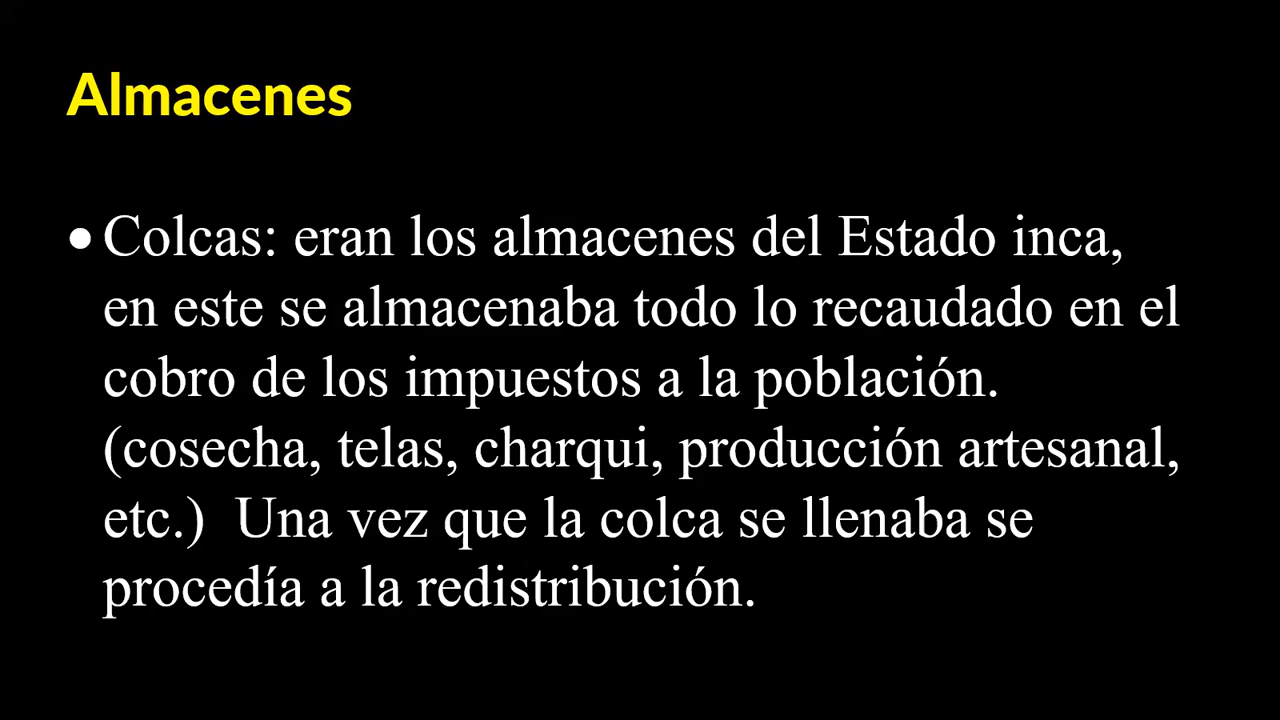 Almacenes
• Colcas: eran los almacenes del Estado inca,
en este se almacenaba todo lo recaudado en el
cobro de los impuestos a la población.
(cosecha, telas, charqui, producción artesanal,
etc.)  Una vez que la colca se llenaba se
procedía a la redistribución.